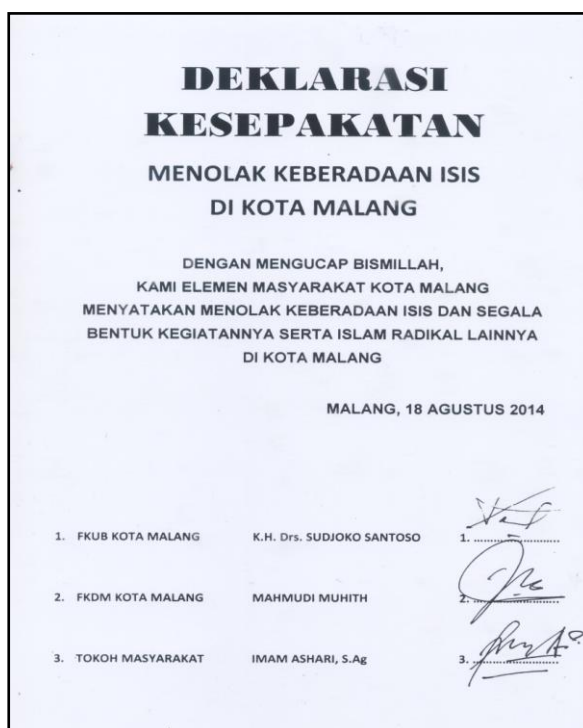 DEKLARASI
KESEPAKATAN
MENOLAK KEBERADAAN ISIS
DI KOTA MALANG
DENGAN MENGUCAP BISMILLAH,
KAMI ELEMEN MASYARAKAT KOTA MALANG
MENYATAKAN MENOLAK KEBERADAAN ISIS DAN SEGALA
BENTUK KEGIATANNYA SERTA ISLAM RADIKAL LAINNYA
DI KOTA MALANG
MALANG, 18 AGUSTUS 2014
1. FKUB KOTA MALANG K.H. Drs. SUDJOKO SANTOSO 1. ....................
2. FKDM KOTA MALANG MAHMUDI MUHITH 2. ....................
3. TOKOH MASYARAKAT IMAM ASHARI, S.Ag 3. ....................